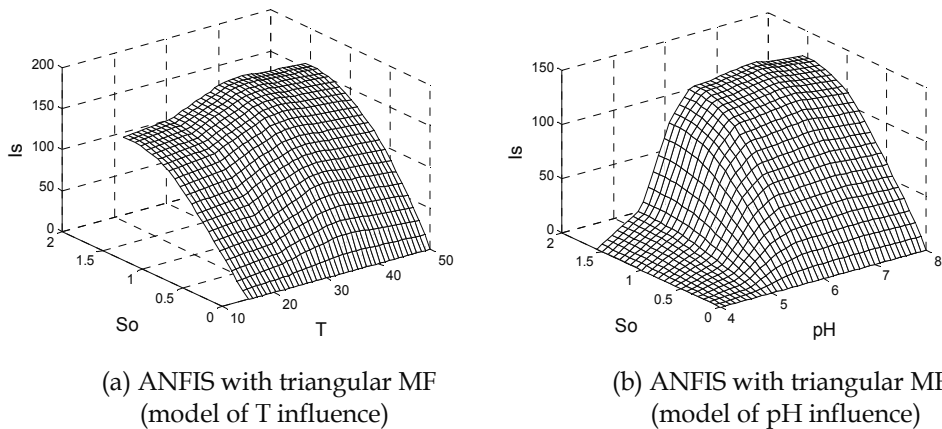 200
150
100
50
0
Is
2
1.5
1
0.5
0
So
10
20
30
40
50
T
150
100
50
0
Is
2
1.5
1
0.5
0
So
4
5
6
7
8
pH
(a) ANFIS with triangular MF
(model of T influence)
(b) ANFIS with triangular MF
(model of pH influence)